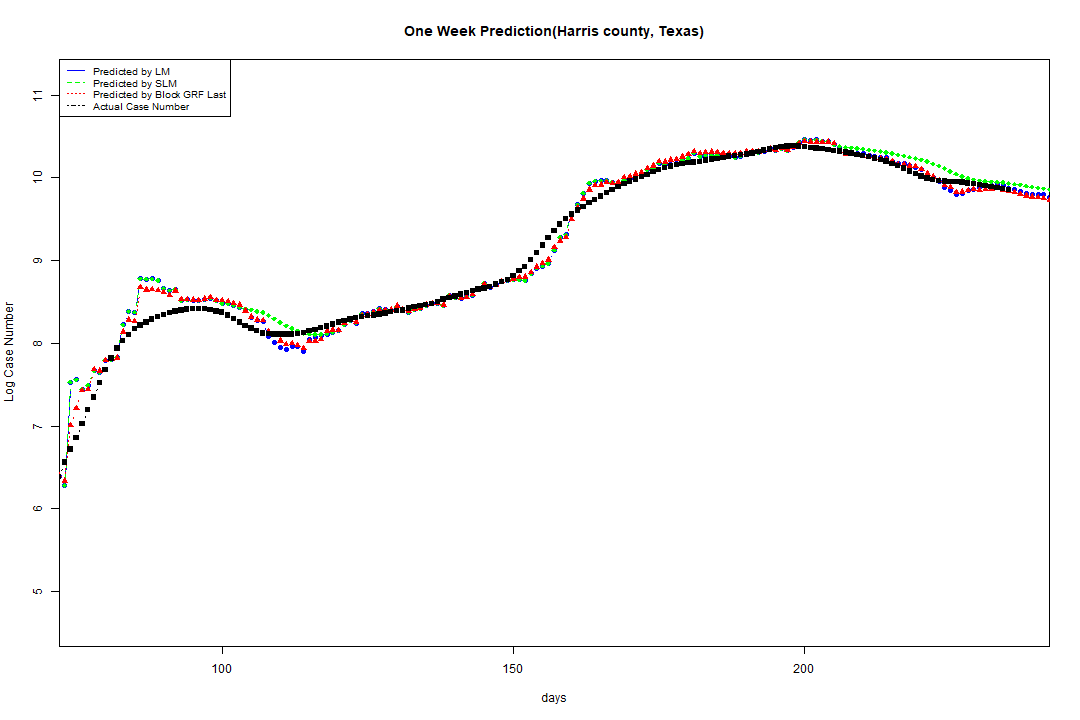 One Week Prediction(Harris county, Texas)
Predicted by LM
Predicted by SLM
Predicted by Block GRF Last
Actual Case Number
11
10
9
8
7
6
5
Log Case Number
100 150 200
days